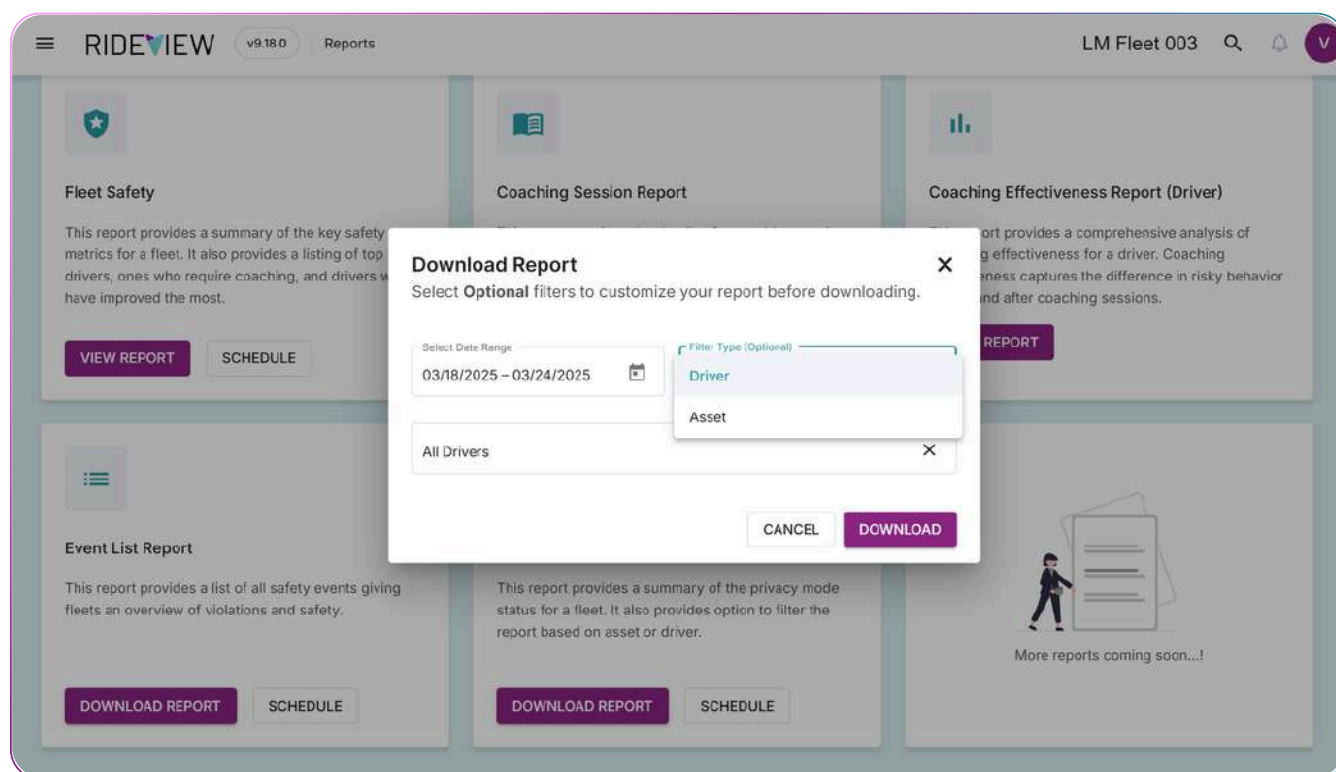 RIDEVIEW
v9.18.0
Reports
LM Fleet 003
V
Fleet Safety
This report provides a summary of the key safety
metrics for a fleet. It also provides a listing of top
drivers, ones who require coaching, and drivers
have improved the most.
VIEW REPORT
SCHEDULE
Coaching Session Report
Coaching Effectiveness Report (Driver)
ort provides a comprehensive analysis of
g effectiveness for a driver. Coaching
eness captures the difference in risky behavior
nd after coaching sessions.
REPORT
Download Report
Select Optional filters to customize your report before downloading.
Select Date Range
03/18/2025 – 03/24/2025
Filter Type (Optional)
Driver
Asset
All Drivers
CANCEL
DOWNLOAD
Event List Report
This report provides a list of all safety events giving
fleets an overview of violations and safety.
DOWNLOAD REPORT
SCHEDULE
This report provides a summary of the privacy mode
status for a fleet. It also provides option to filter the
report based on asset or driver.
DOWNLOAD REPORT
SCHEDULE
More reports coming soon...!